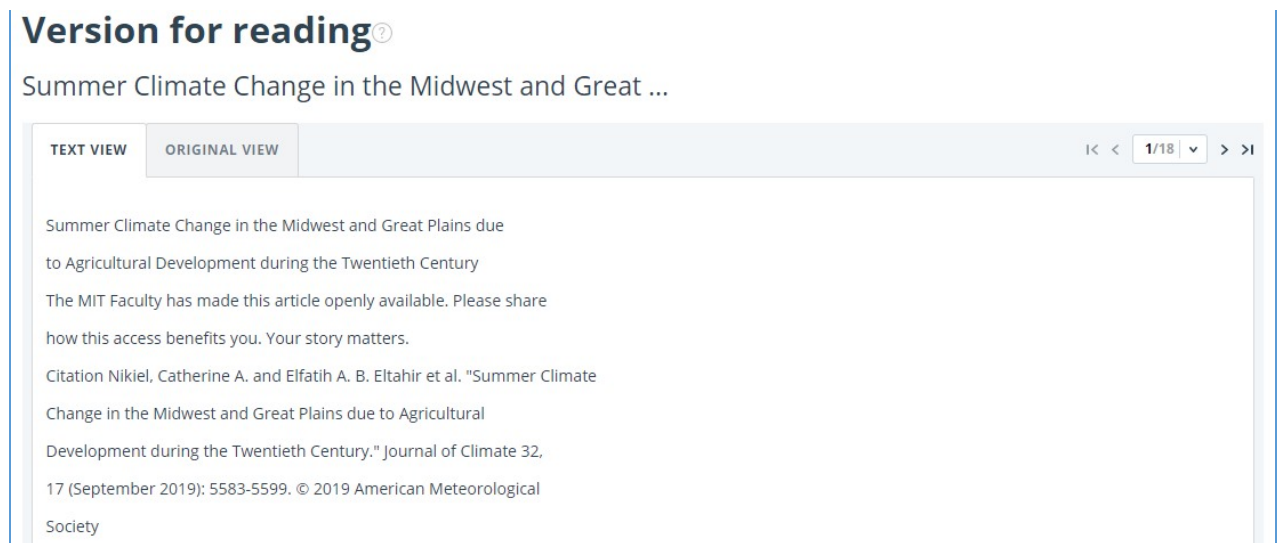 Version for reading
Summer Climate Change in the Midwest and Great ...
TEXT VIEW
ORIGINAL VIEW
1/18
Summer Climate Change in the Midwest and Great Plains due
to Agricultural Development during the Twentieth Century
The MIT Faculty has made this article openly available. Please share
how this access benefits you. Your story matters.
Citation Nikiel, Catherine A. and Elfatih A. B. Eltahir et al. "Summer Climate
Change in the Midwest and Great Plains due to Agricultural
Development during the Twentieth Century." Journal of Climate 32,
17 (September 2019): 5583-5599. © 2019 American Meteorological
Society